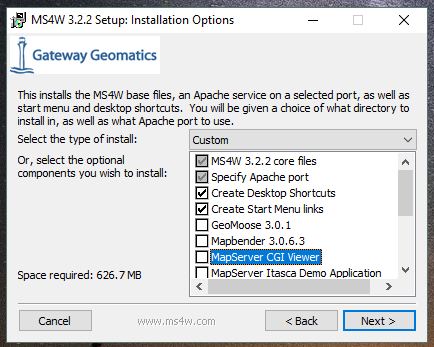 MS4W 3.2.2 Setup: Installation Options
Gateway Geomatics
This installs the MS4W base files, an Apache service on a selected port, as well as
start menu and desktop shortcuts.  You will be given a choice of what directory to
install in, as well as what Apache port to use.
Select the type of install:
Custom
Or, select the optional
components you wish to install:
MS4W 3.2.2 core files
Specify Apache port
Create Desktop Shortcuts
Create Start Menu links
GeoMoose 3.0.1
Mapbender 3.0.6.3
MapServer CGI Viewer
MapServer Itasca Demo Application
Space required: 626.7 MB
Cancel
www.ms4w.com
< Back
Next >